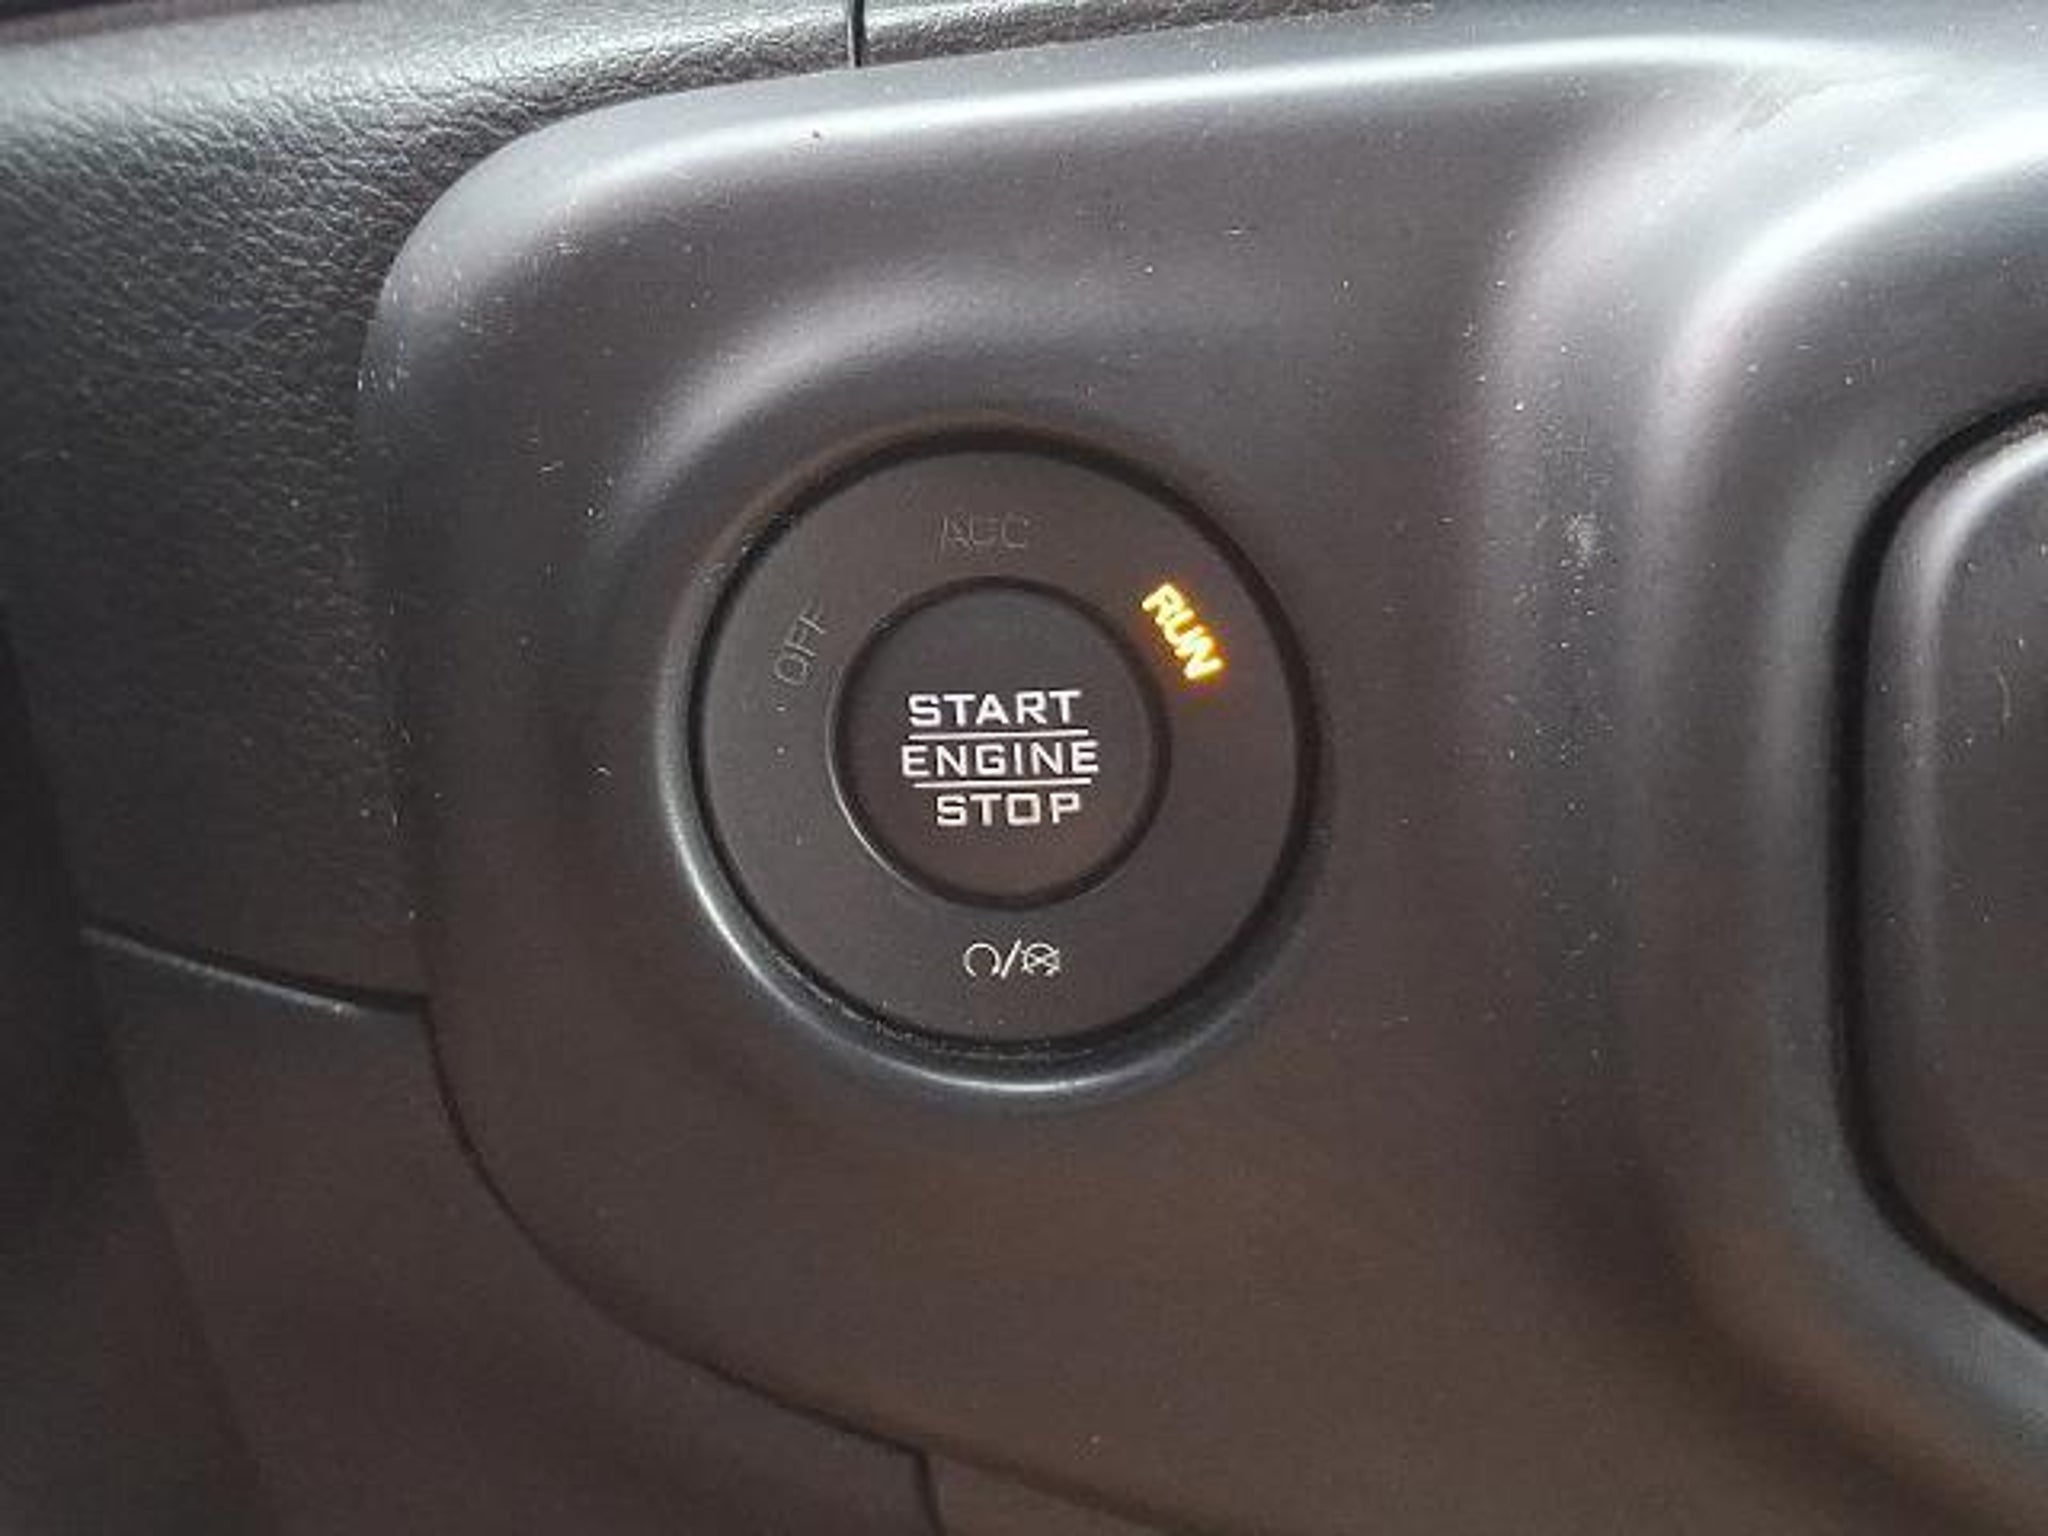 ACC
OFF
RUN
START
ENGINE
STOP